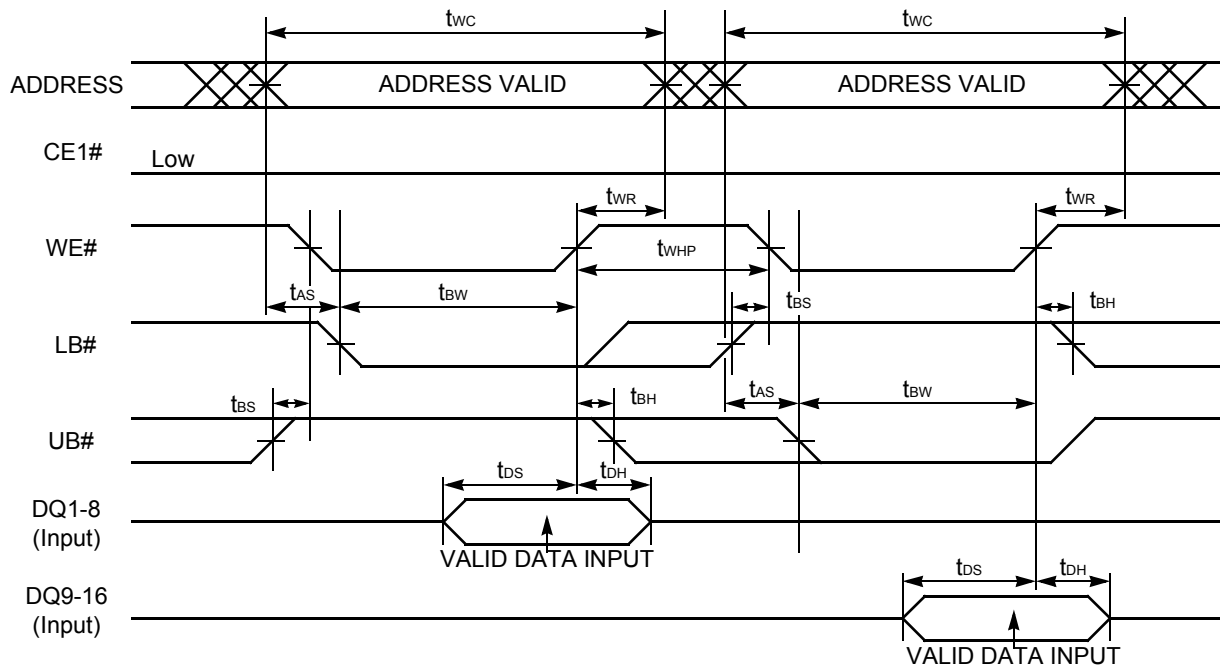 tWC tWC
ADDRESS ADDRESS VALID ADDRESS VALID
CE1# Low
tWR tWR
WE#
tWHP
tAS tBW tBS tBH
LB#
tBS tBH tAS tBW
UB#
tDS tDH
DQ1-8
(Input)
VALID DATA INPUT
tDS tDH
DQ9-16
(Input)
VALID DATA INPUT